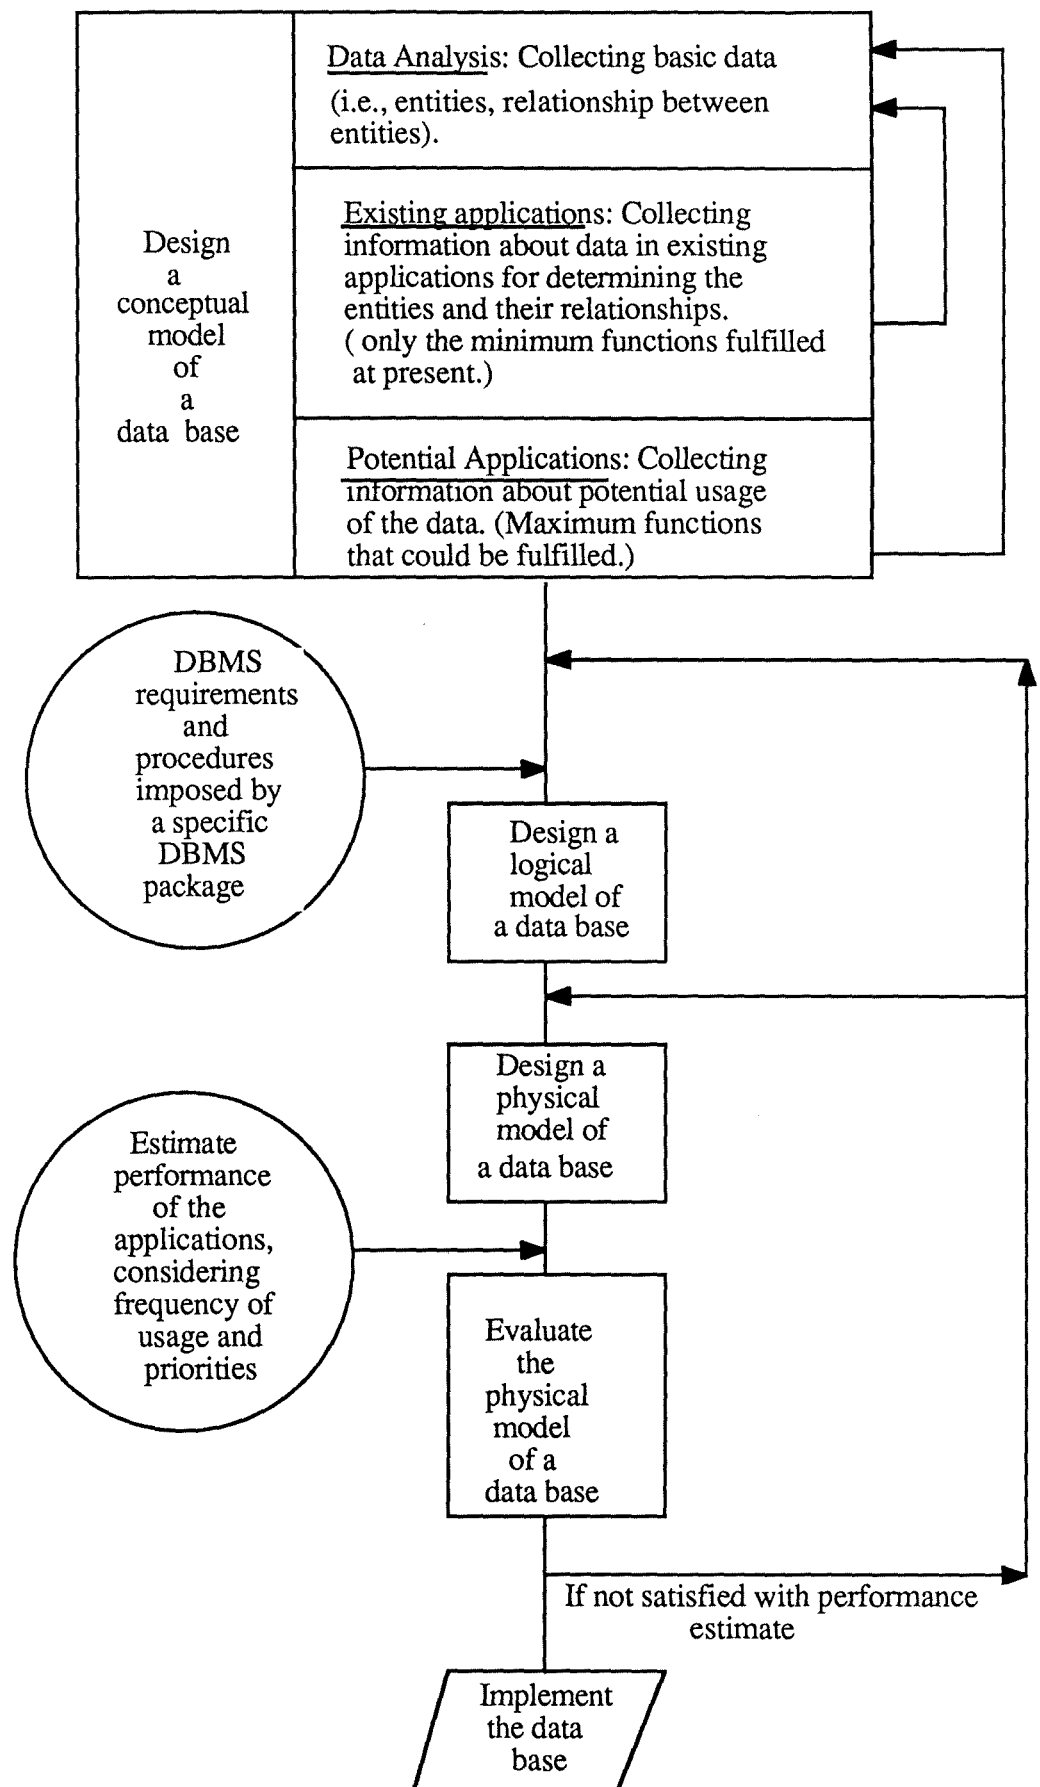 Data Analysis: Collecting basic data
(i.e., entities, relationship between
entities).
Design
a
conceptual
model
of
a
data base
Existing applications: Collecting
information about data in existing
applications for determining the
entities and their relationships.
( only the minimum functions fulfilled
at present.)
Potential Applications: Collecting
information about potential usage
of the data. (Maximum functions
that could be fulfilled.)
DBMS
requirements
and
procedures
imposed by
a specific
DBMS
package
Design a
logical
model of
a data base
Design a
physical
model of
a data base
Estimate
performance
of the
applications,
considering
frequency of
usage and
priorities
Evaluate
the
physical
model
of a
data base
If not satisfied with performance
estimate
Implement
the data
base